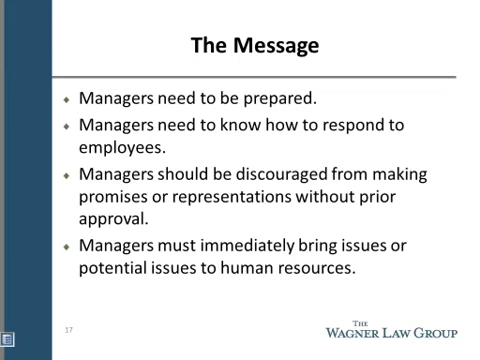 The Message
Managers need to be prepared.
Managers need to know how to respond to
employees.
Managers should be discouraged from making
promises or representations without prior
approval.
Managers must immediately bring issues or
potential issues to human resources.
17
THE
WAGNER LAW GROUP